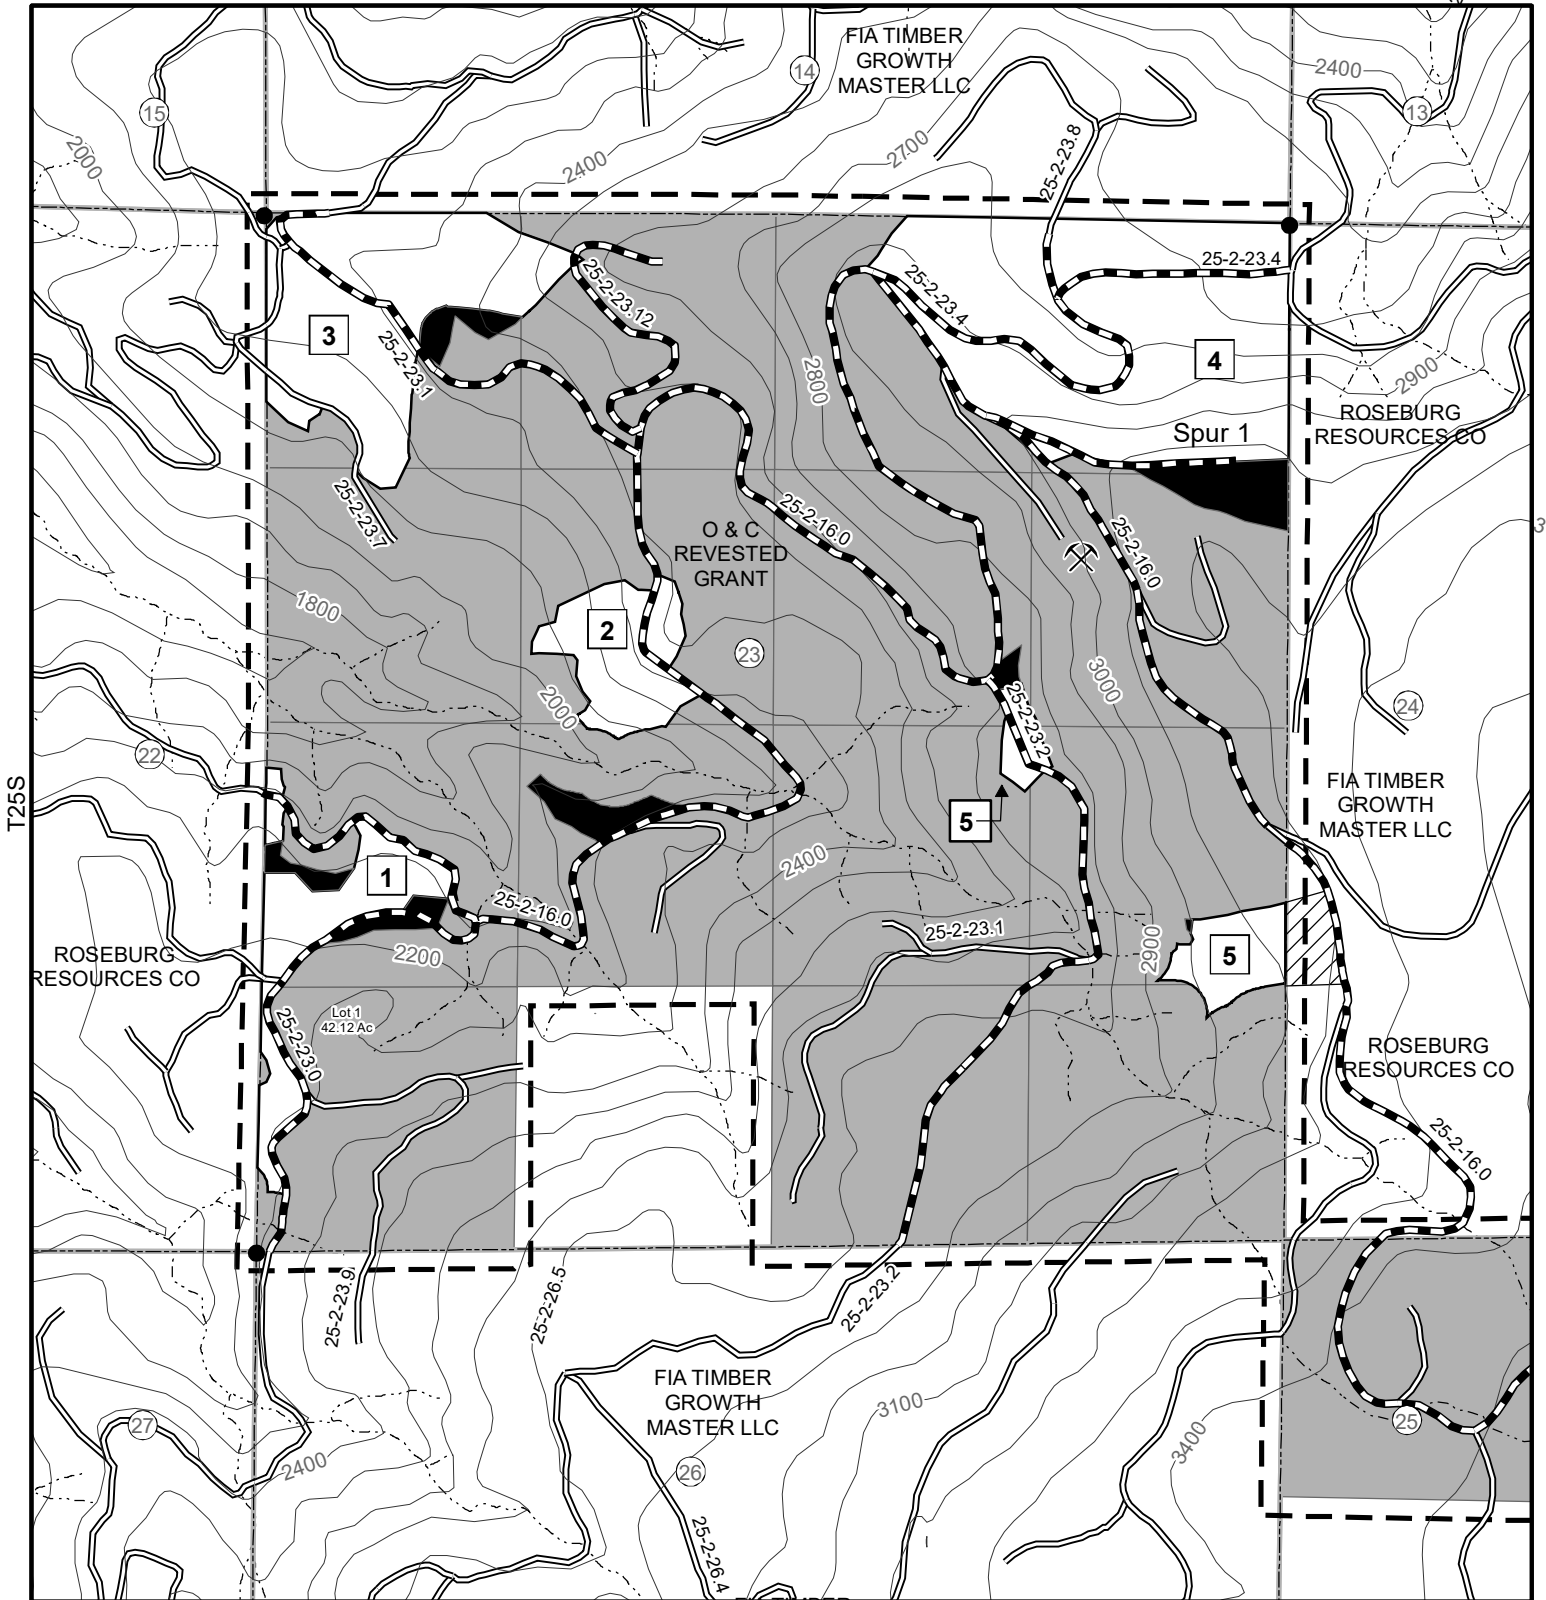 FIA TIMBER
GROWTH
MASTER LLC
14
15
13
2400
2000
2400
2700
25-2-23.8
25-2-23.4
25-2-23.12
25-2-23.4
3
25-2-23.1
4
2800
2900
ROSEBURG
RESOURCES CO
Spur 1
25-2-23.7
25-2-16.0
O & C
REVESTED
GRANT
25-2-16.0
3
1800
2
23
2000
3000
25-2-23.2
24
22
T25S
FIA TIMBER
GROWTH
MASTER LLC
5
2400
1
25-2-16.0
25-2-23.1
2900
5
ROSEBURG
RESOURCES CO
2200
Lot 1
42.12 Ac
25-2-23.0
ROSEBURG
RESOURCES CO
25-2-16.0
25-2-23.9
25-2-26.5
25-2-23.2
FIA TIMBER
GROWTH
MASTER LLC
3100
3400
25
27
2400
26
25-2-26.4